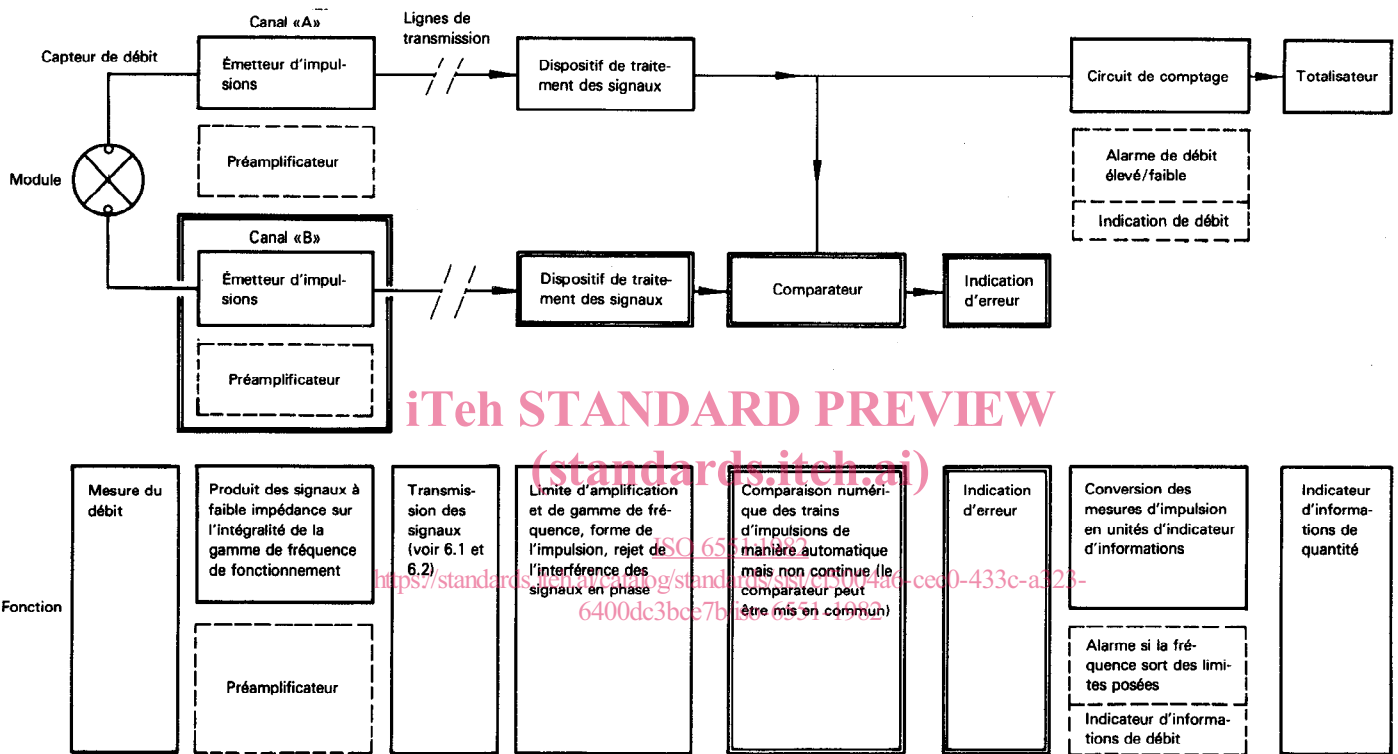 Canal «A»
Lignes de
transmission
Capteur de débit
Émetteur d'impul-
sions
Dispositif de traite-
ment des signaux
Circuit de comptage
Totalisateur
Préamplificateur
Alarme de débit
élevé/faible
Indication de débit
Module
Canal «B»
Émetteur d'impul-
sions
Dispositif de traite-
ment des signaux
Comparateur
Indication
d'erreur
Préamplificateur
iTeh STANDARD PREVIEW
(standards.iteh.ai)
Fonction
Mesure du
débit
Produit des signaux à
faible impédance sur
l'intégralité de la
gamme de fréquence
de fonctionnement
Préamplificateur
Transmis-
sion des
signaux
(voir 6.1 et
6.2)
Limite d'amplification
et de gamme de fré-
quence, forme de
l'impulsion, rejet de
l'interférence des
signaux en phase
Comparaison numéri-
que des trains
d'impulsions de
manière automatique
mais non continue (le
comparateur peut
être mis en commun)
Indication
d'erreur
Conversion des
mesures d'impulsion
en unités d'indicateur
d'informations
Alarme si la fré-
quence sort des limi-
tes posées
Indicateur d'informa-
tions de débit
Indicateur
d'informa-
tions de
quantité
ISO 6551:1982
https://standards.iteh.ai/catalog/standards/sist/cf5004a6-cec0-433c-a323-
6400dc3bce7b/iso-6551-1982